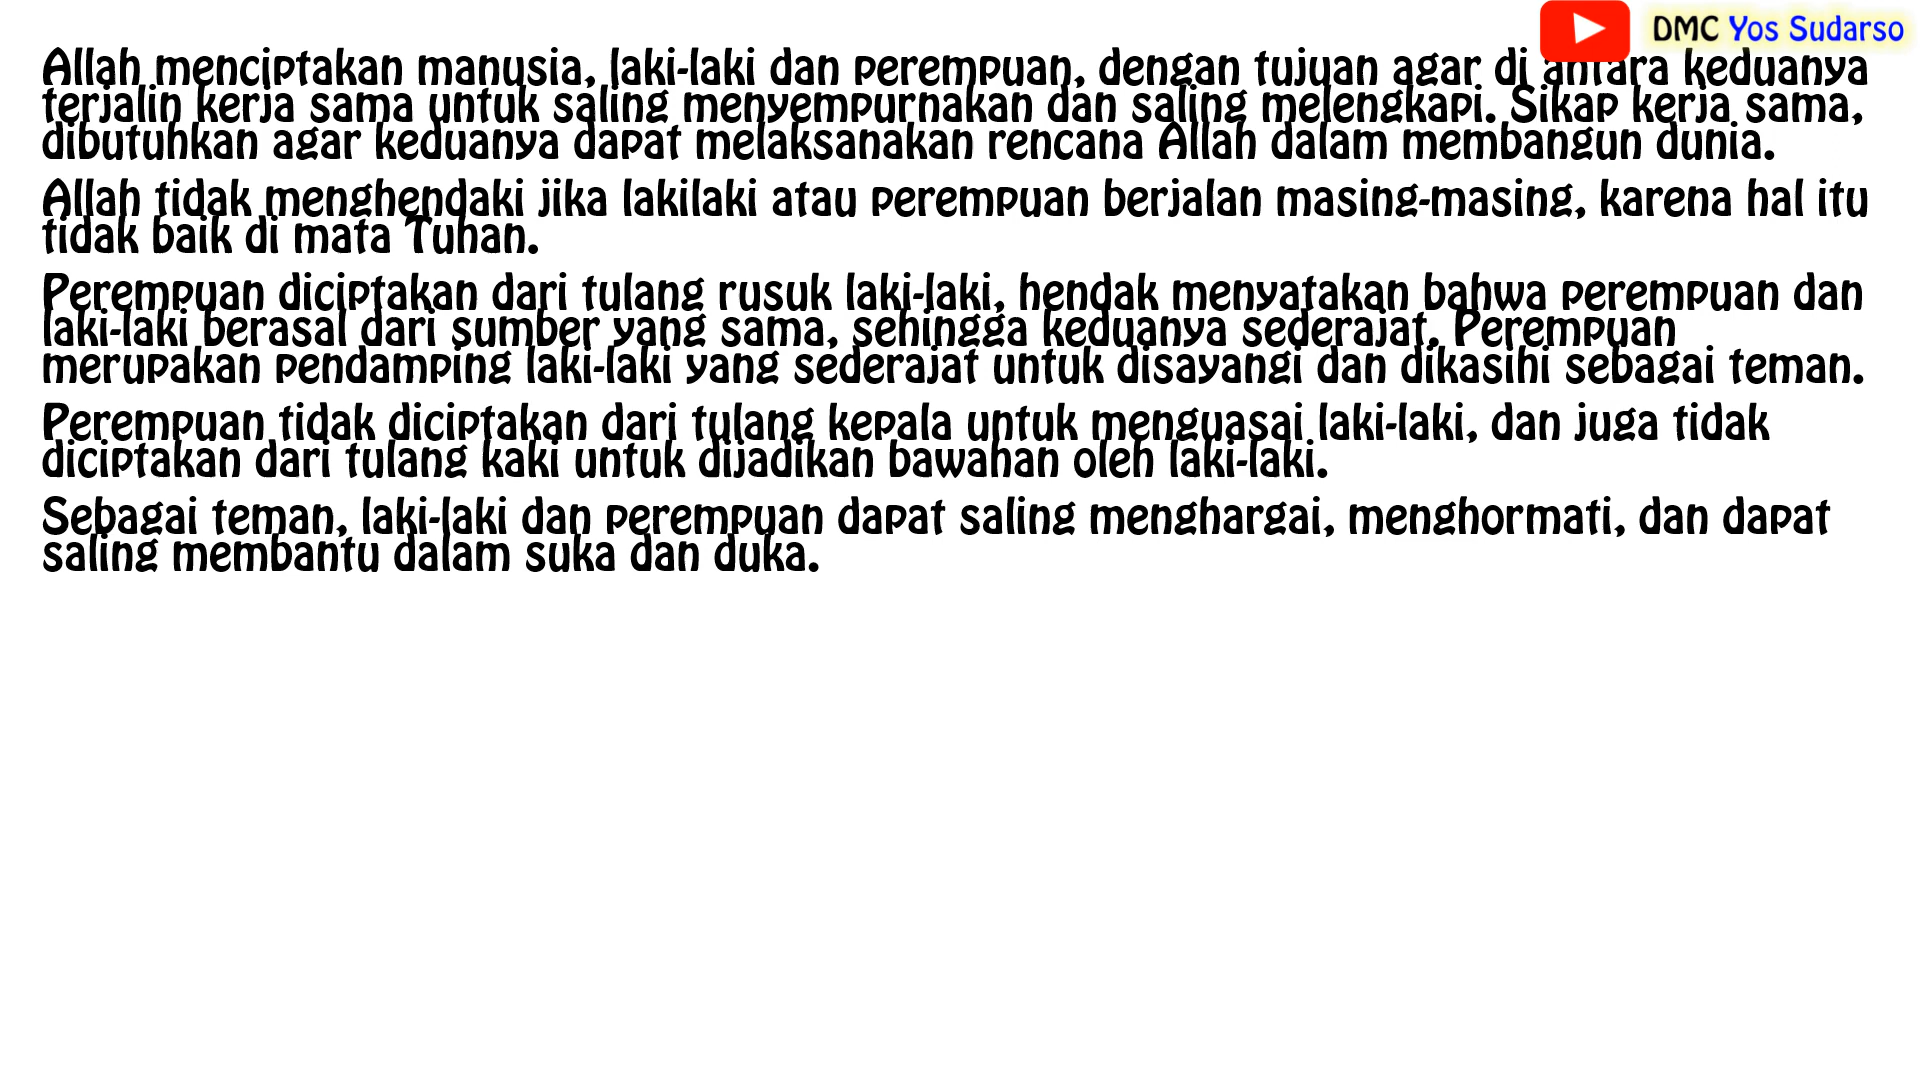 DMC Yos Sudarso
Allah menciptakan manusia, laki-laki dan perempuan, dengan tujuan agar di antara keduanya
terjalin kerja sama untuk saling menyempurnakan dan saling melengkapi. Sikap kerja sama,
dibutuhkan agar keduanya dapat melaksanakan rencana Allah dalam membangun dunia.
Allah tidak menghendaki jika lakilaki atau perempuan berjalan masing-masing, karena hal itu
tidak baik di mata Tuhan.
Perempuan diciptakan dari tulang rusuk laki-laki, hendak menyatakan bahwa perempuan dan
laki-laki berasal dari sumber yang sama, sehingga keduanya sederajat. Perempuan
merupakan pendamping laki-laki yang sederajat untuk disayangi dan dikasihi sebagai teman.
Perempuan tidak diciptakan dari tulang kepala untuk menguasai laki-laki, dan juga tidak
diciptakan dari tulang kaki untuk dijadikan bawahan oleh laki-laki.
Sebagai teman, laki-laki dan perempuan dapat saling menghargai, menghormati, dan dapat
saling membantu dalam suka dan duka.